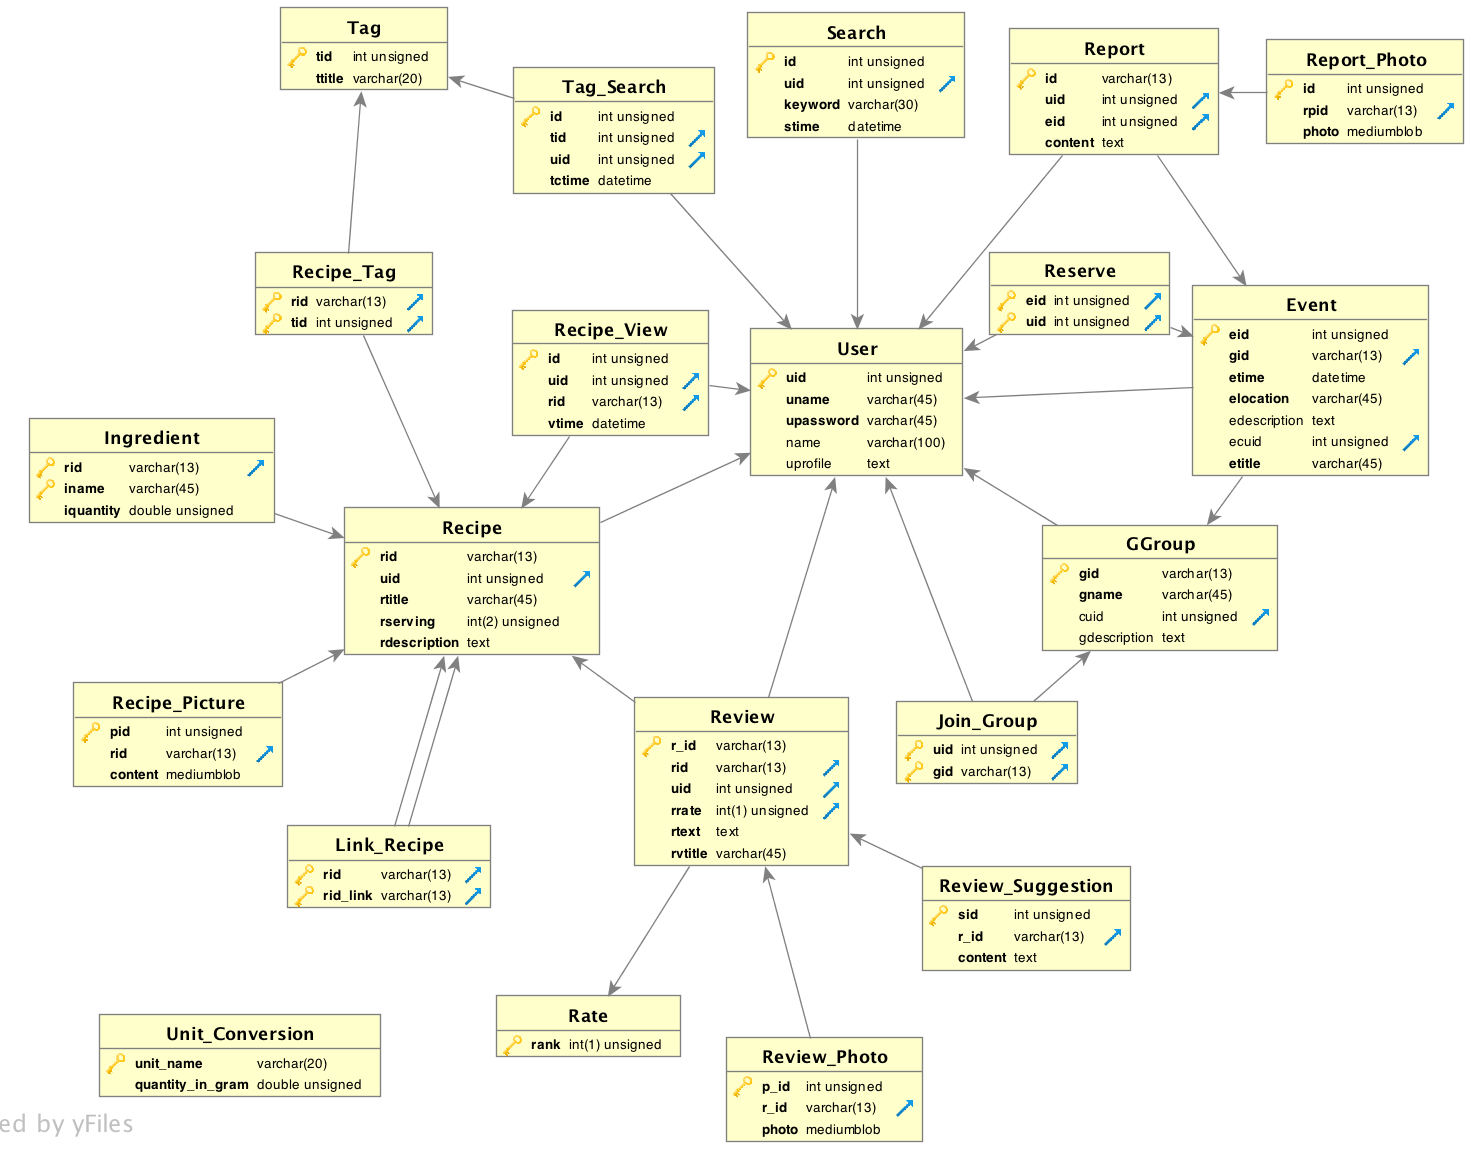 Tag
tid int unsigned
ttitle varchar(20)
Tag_Search
id int unsigned
tid int unsigned
uid int unsigned
tctime datetime
Search
id int unsigned
uid int unsigned
keyword varchar(30)
stime datetime
Report
id varchar(13)
uid int unsigned
eid int unsigned
content text
Report_Photo
id int unsigned
rpid varchar(13)
photo mediumblob
Recipe_Tag
rid varchar(13)
tid int unsigned
Recipe_View
id int unsigned
uid int unsigned
rid varchar(13)
vtime datetime
User
uid int unsigned
uname varchar(45)
upassword varchar(45)
name varchar(100)
uprofile text
Reserve
eid int unsigned
uid int unsigned
Event
eid int unsigned
gid varchar(13)
etime datetime
elocation varchar(45)
edescription text
ecuid int unsigned
etitle varchar(45)
Ingredient
rid varchar(13)
iname varchar(45)
iquantity double unsigned
Recipe
rid varchar(13)
uid int unsigned
rtitle varchar(45)
rserving int(2) unsigned
rdescription text
GGroup
gid varchar(13)
gname varchar(45)
cuid int unsigned
gdescription text
Recipe_Picture
pid int unsigned
rid varchar(13)
content mediumblob
Review
r_id varchar(13)
rid varchar(13)
uid int unsigned
rrate int(1) unsigned
rtext text
rvtitle varchar(45)
Join_Group
uid int unsigned
gid varchar(13)
Link_Recipe
rid varchar(13)
rid_link varchar(13)
Review_Suggestion
sid int unsigned
r_id varchar(13)
content text
Rate
rank int(1) unsigned
Unit_Conversion
unit_name varchar(20)
quantity_in_gram double unsigned
Review_Photo
p_id int unsigned
r_id varchar(13)
photo mediumblob
ed by yFiles